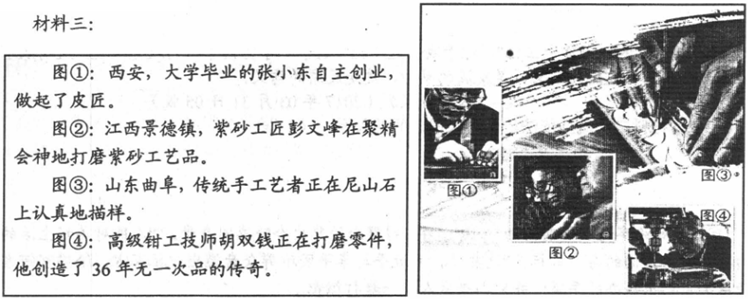 材料三：
图①：西安，大学毕业的张小东自主创业，
做起了皮匠。
图②：江西景德镇，紫砂工匠彭文峰在聚精
会神地打磨紫砂工艺品。
图③：山东曲阜，传统手工艺者正在尼山石
上认真地描样。
图④：高级钳工技师胡双钱正在打磨零件，
他创造了36年无一次品的传奇.
图①
图②
图③
图④